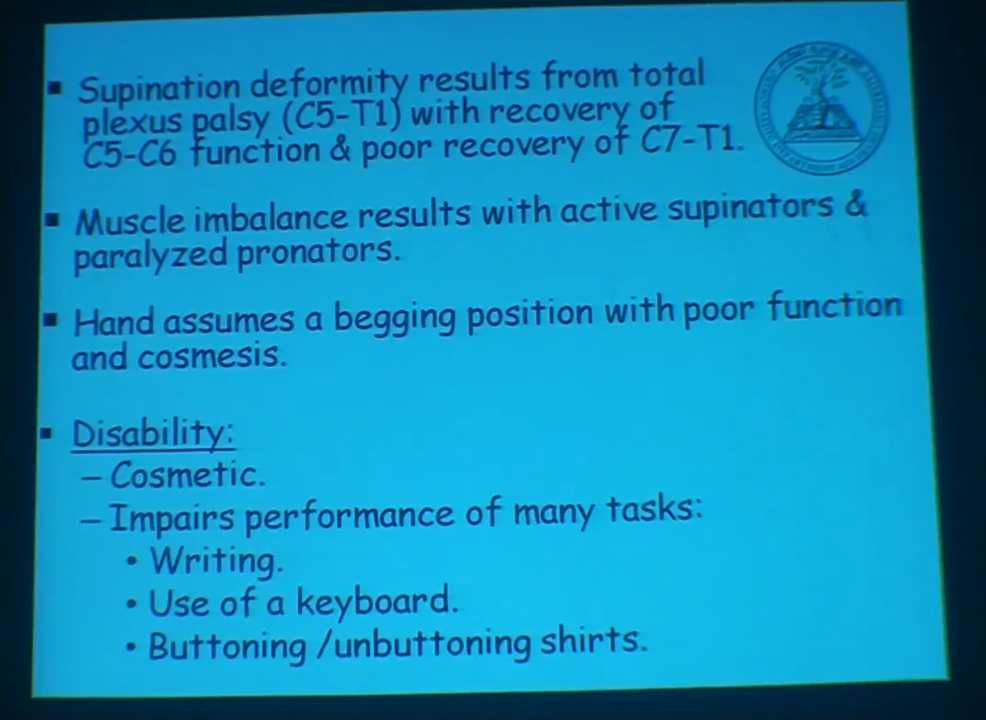 ▪ Supination deformity results from total
plexus palsy (C5-T1) with recovery of
C5-C6 function & poor recovery of C7-T1.
▪ Muscle imbalance results with active supinators &
paralyzed pronators.
▪ Hand assumes a begging position with poor function
and cosmesis.
▪ Disability:
– Cosmetic.
– Impairs performance of many tasks:
• Writing.
• Use of a keyboard.
• Buttoning /unbuttoning shirts.